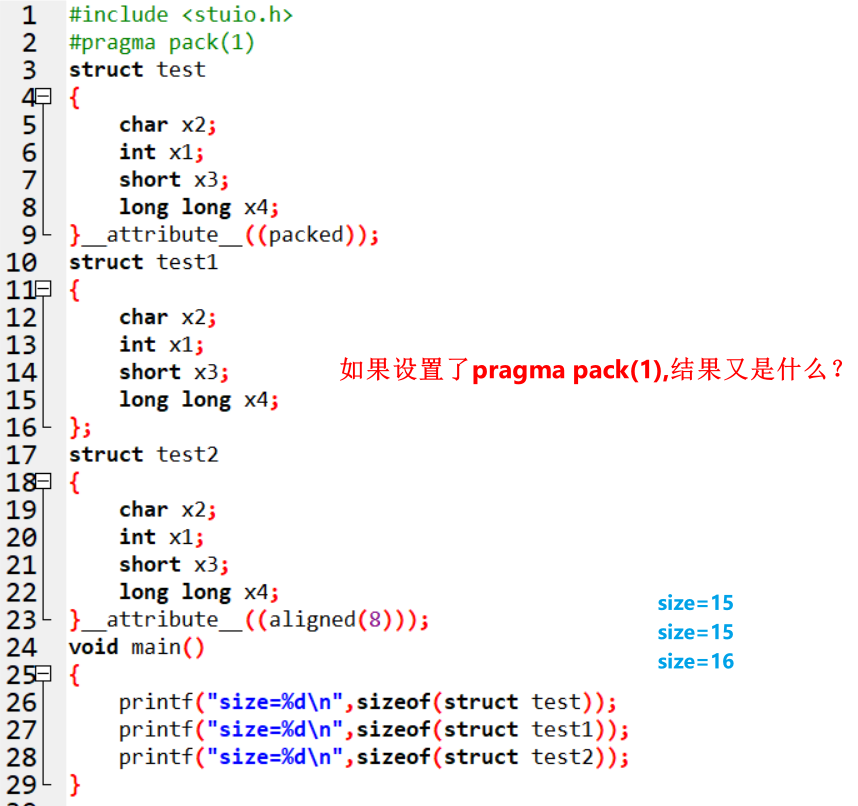 1 #include <stuio.h>
2 #pragma pack(1)
3 struct test
4 {
5 char x2;
6 int x1;
7 short x3;
8 long long x4;
9 }__attribute__((packed));
10 struct test1
11 {
12 char x2;
13 int x1;
14 short x3;
如果设置了pragma pack(1),结果又是什么？
15 long long x4;
16 };
17 struct test2
18 {
19 char x2;
20 int x1;
21 short x3;
22 long long x4;
23 }__attribute__((aligned(8)));
size=15
size=15
size=16
24 void main()
25 {
26 printf("size=%d\n",sizeof(struct test));
27 printf("size=%d\n",sizeof(struct test1));
28 printf("size=%d\n",sizeof(struct test2));
29 }